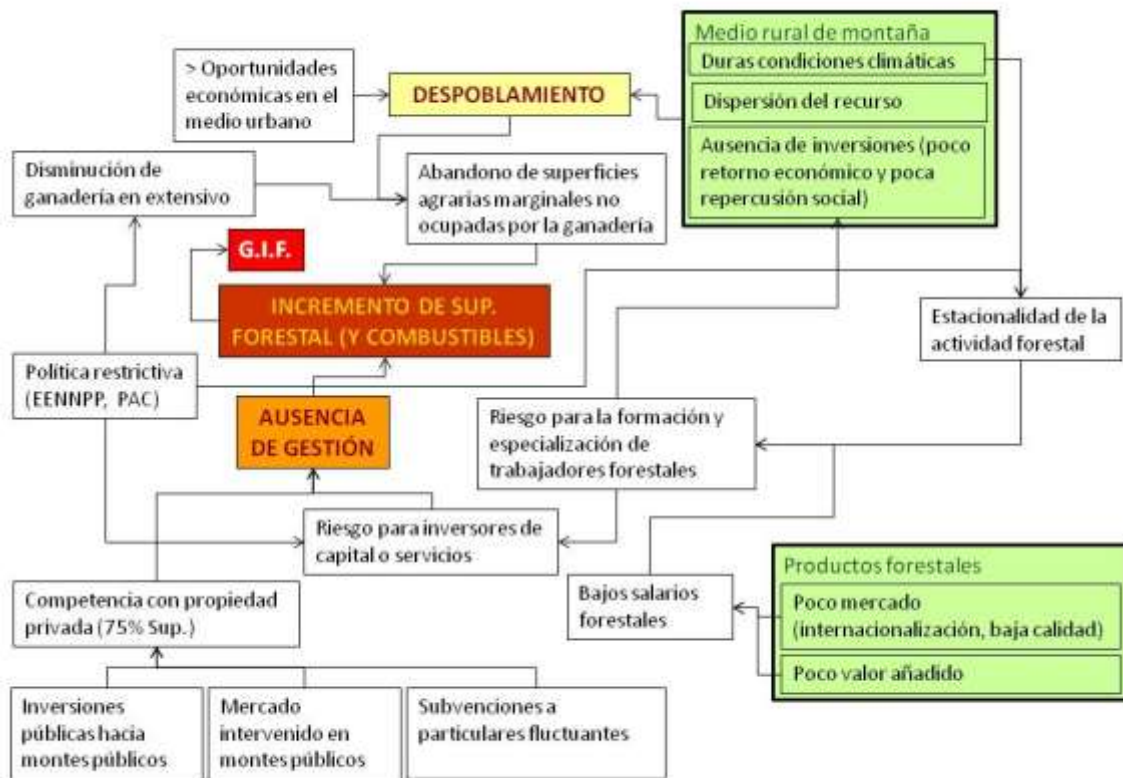 Medio rural de montaña
Duras condiciones climáticas
Dispersión del recurso
Ausencia de inversiones (poco
retorno económico y poca
repercusión social)
> Oportunidades
económicas en el
medio urbano
DESPOBLAMIENTO
Disminución de
ganadería en extensivo
Abandono de superficies
agrarias marginales no
ocupadas por la ganadería
G.I.F.
INCREMENTO DE SUP.
FORESTAL (Y COMBUSTIBLES)
Estacionalidad de la
actividad forestal
Política restrictiva
(EENNPP, PAC)
AUSENCIA
DE GESTIÓN
Riesgo para la formación y
especialización de
trabajadores forestales
Riesgo para inversores de
capital o servicios
Competencia con propiedad
privada (75% Sup.)
Bajos salarios
forestales
Productos forestales
Poco mercado
(internacionalización, baja calidad)
Poco valor añadido
Inversiones
públicas hacia
montes públicos
Mercado
intervenido en
montes públicos
Subvenciones a
particulares fluctuantes